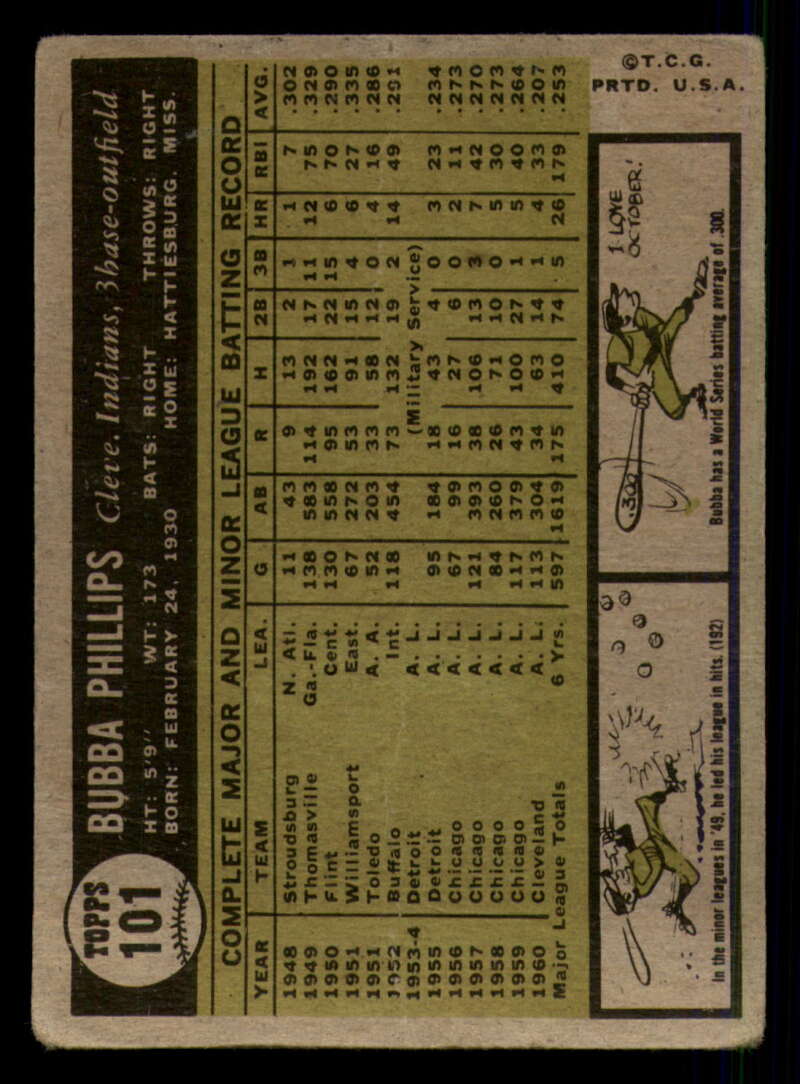 TOPPS
101
BUBBA PHILLIPS Cleve. Indians, 3base-outfield
HT: 5'9" WT: 173 BATS: RIGHT THROWS: RIGHT
BORN: FEBRUARY 24, 1930 HOME: HATTIESBURG, MISS.
COMPLETE MAJOR AND MINOR LEAGUE BATTING RECORD
YEAR TEAM LEA. G AB R H 2B 3B HR RBI AVG.
1948 Stroudsburg N. Atl. 11 43 9 13 2 1 1 7 .302
1949 Thomasville Ga.-Fla. 138 583 114 192 17 11 12 75 .329
1950 Flint Cent. 130 558 95 162 22 15 6 70 .290
1951 Williamsport East. 67 272 53 91 15 4 6 27 .335
1951 Toledo A. A. 52 203 33 58 12 0 4 16 .286
1952 Buffalo Int. 118 454 73 132 19 2 14 49 .291
1953-4 Detroit A. L. (Military Service)
1955 Detroit A. L. 95 184 18 43 4 0 3 23 .234
1956 Chicago A. L. 67 99 16 27 6 0 2 11 .273
1957 Chicago A. L. 121 393 38 106 13 3 7 42 .270
1958 Chicago A. L. 84 260 26 71 10 0 5 30 .273
1959 Chicago A. L. 117 379 43 100 27 1 5 40 .264
1960 Cleveland A. L. 113 304 34 63 14 1 4 33 .207
Major League Totals 6 Yrs. 597 1619 175 410 74 5 26 179 .253
In the minor leagues in '49, he led his league in hits. (192)
.300
I LOVE
OCTOBER!
Bubba has a World Series batting average of .300.
©T.C.G.
PRTD. U.S.A.